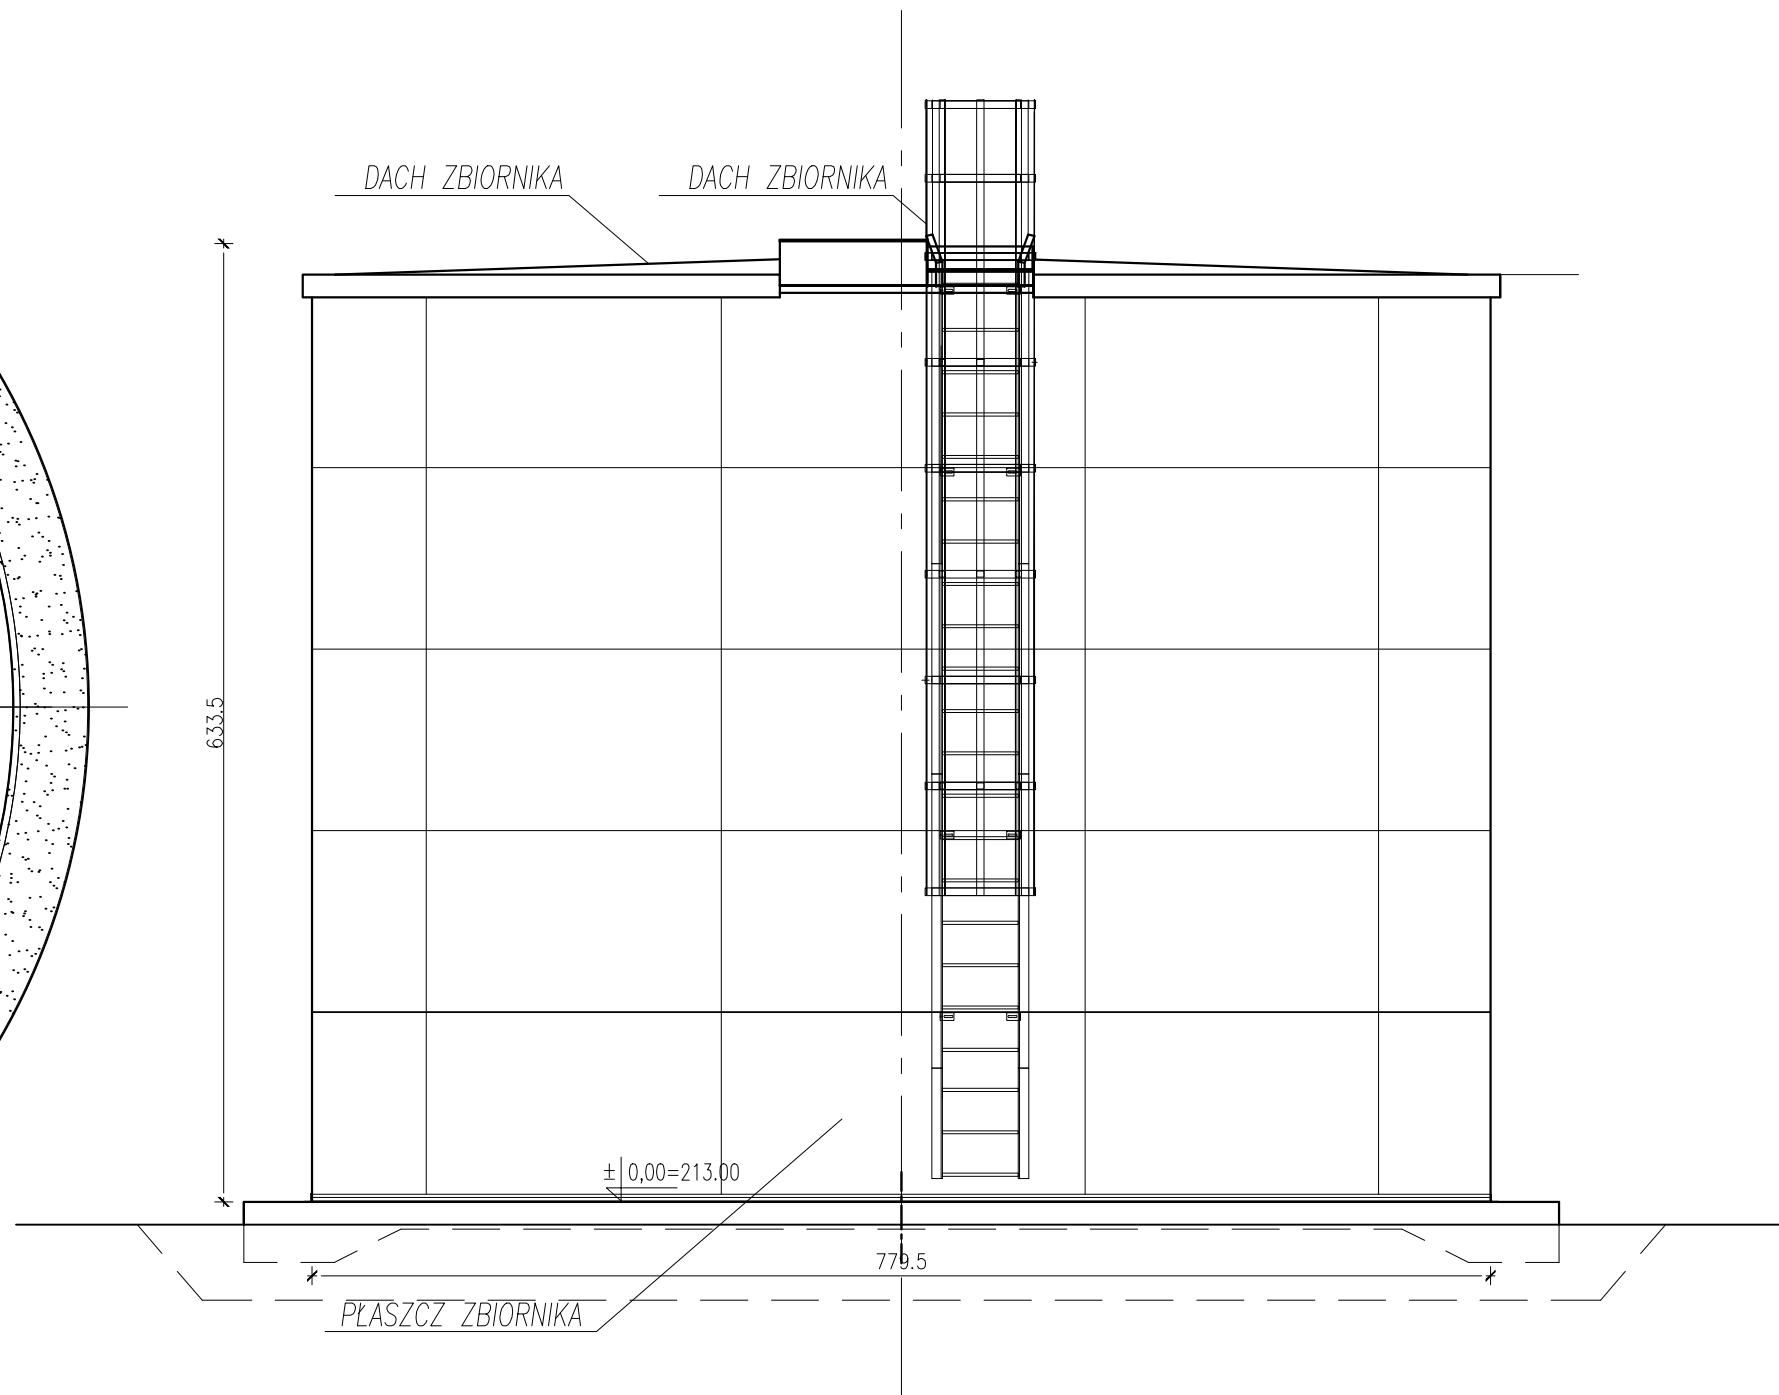 DACH ZBIORNIKA
DACH ZBIORNIKA
633.5
± 0,00=213.00
779.5
PŁASZCZ ZBIORNIKA